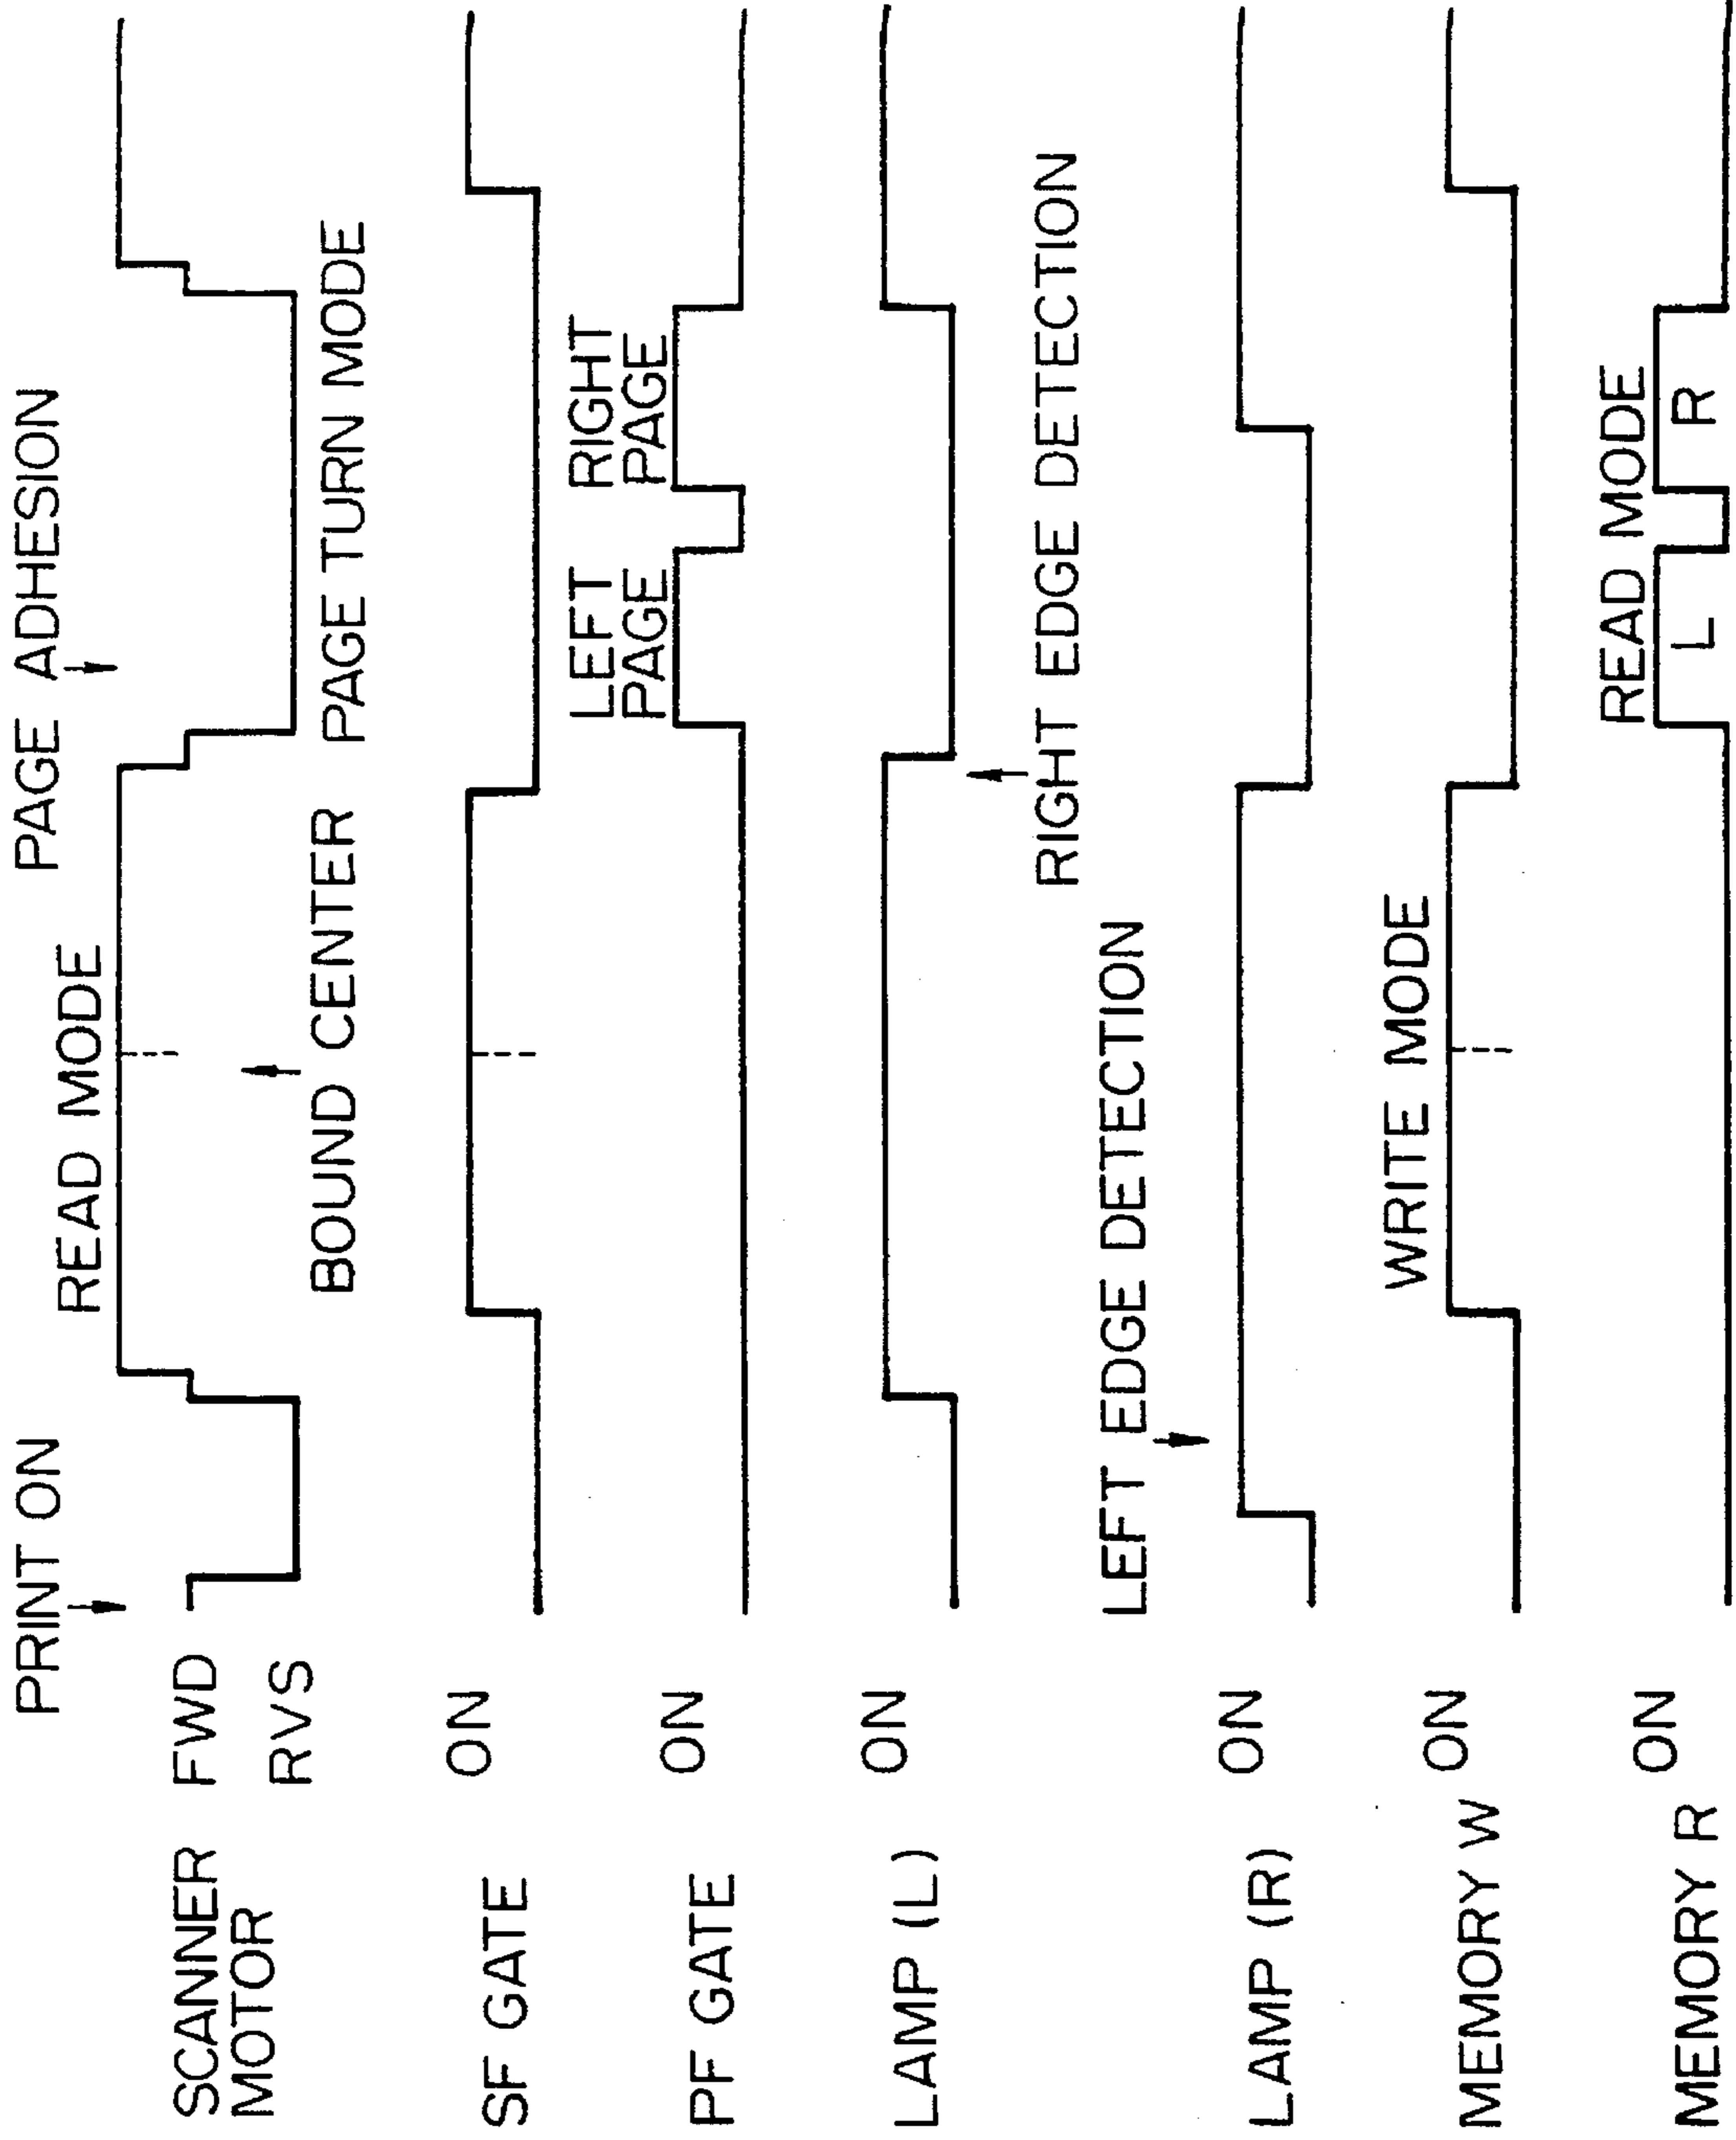 PRINT ON
PAGE ADHESION
READ MODE
SCANNER FWD
MOTOR RVS
BOUND CENTER PAGE TURN MODE
SF GATE ON
LEFT RIGHT
PAGE PAGE
PF GATE ON
LAMP (L) ON
RIGHT EDGE DETECTION
LEFT EDGE DETECTION
LAMP (R) ON
WRITE MODE
MEMORY W ON
READ MODE
MEMORY R ON
L R